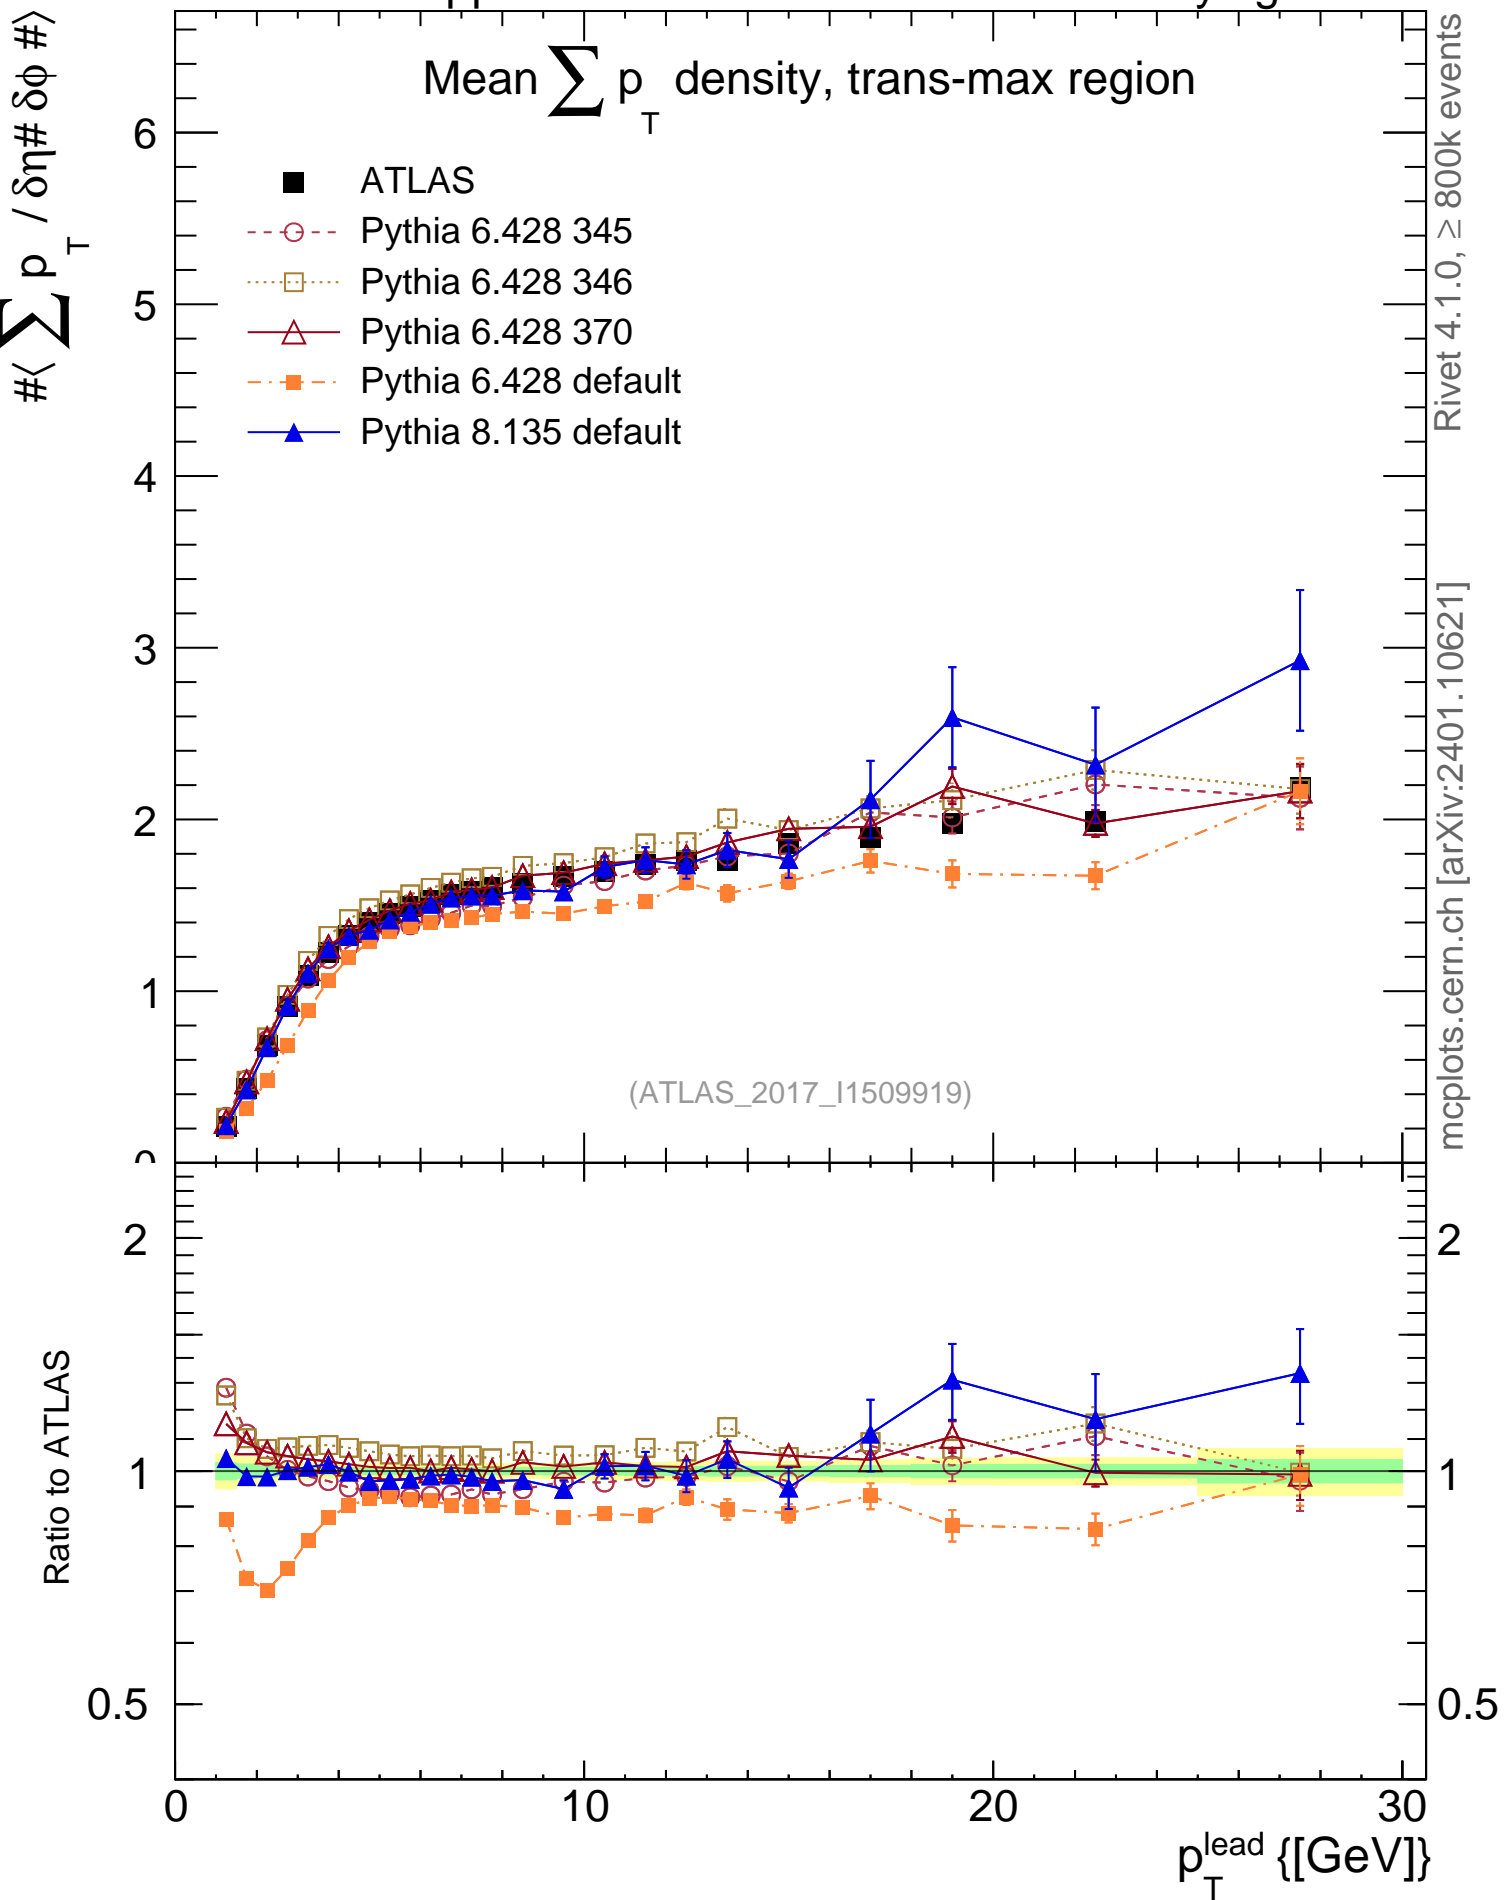 Mean ∑ p_T density, trans-max region
#⟨ ∑ p_T / δη# δϕ #⟩
6
5
4
3
2
1
0
ATLAS
Pythia 6.428 345
Pythia 6.428 346
Pythia 6.428 370
Pythia 6.428 default
Pythia 8.135 default
(ATLAS_2017_I1509919)
Rivet 4.1.0, ≥ 800k events
mcplots.cern.ch [arXiv:2401.10621]
Ratio to ATLAS
2
1
0.5
2
1
0.5
0
10
20
30
p_T^lead {[GeV]}